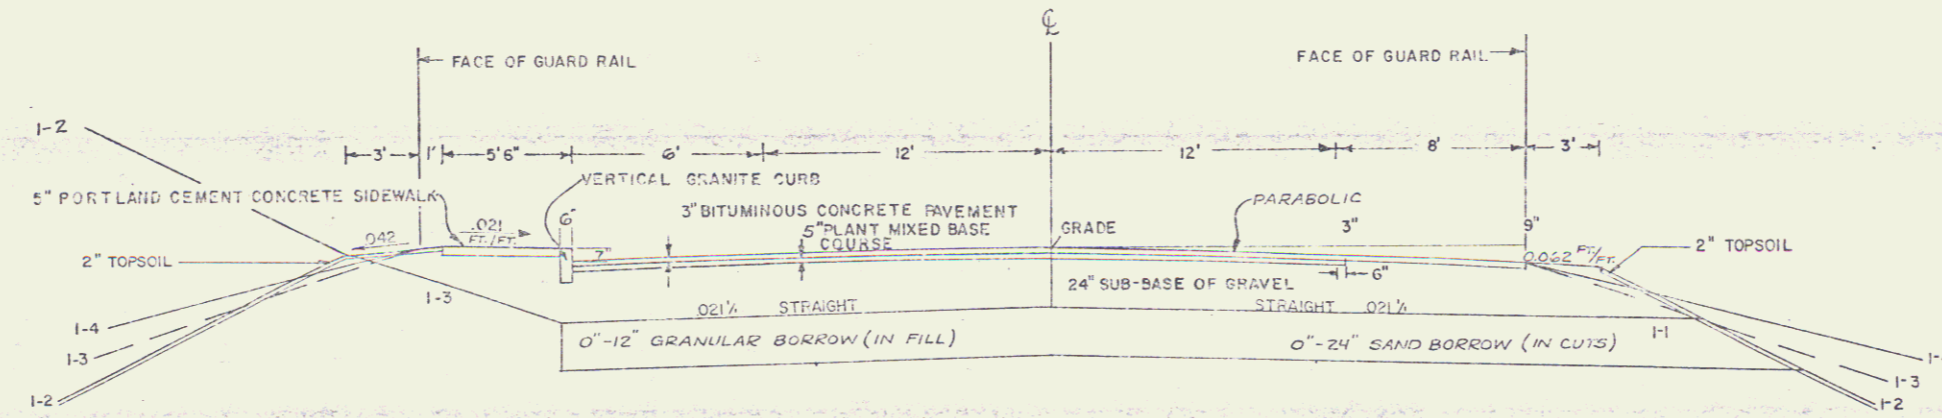 ℄
FACE OF GUARD RAIL
FACE OF GUARD RAIL
1-2
3'
1'
5'6"
6'
12'
12'
8'
3'
VERTICAL GRANITE CURB
5" PORTLAND CEMENT CONCRETE SIDEWALK
6"
3" BITUMINOUS CONCRETE PAVEMENT
PARABOLIC
.021
FT./FT.
5" PLANT MIXED BASE
COURSE
GRADE
3"
9"
.042
7"
2" TOPSOIL
0.062 FT/FT.
2" TOPSOIL
24" SUB-BASE OF GRAVEL
6"
1-3
.021%
STRAIGHT
STRAIGHT
.021%
1-4
0"-12" GRANULAR BORROW (IN FILL)
0"-24" SAND BORROW (IN CUTS)
1-1
1-3
1-3
1-2
1-2